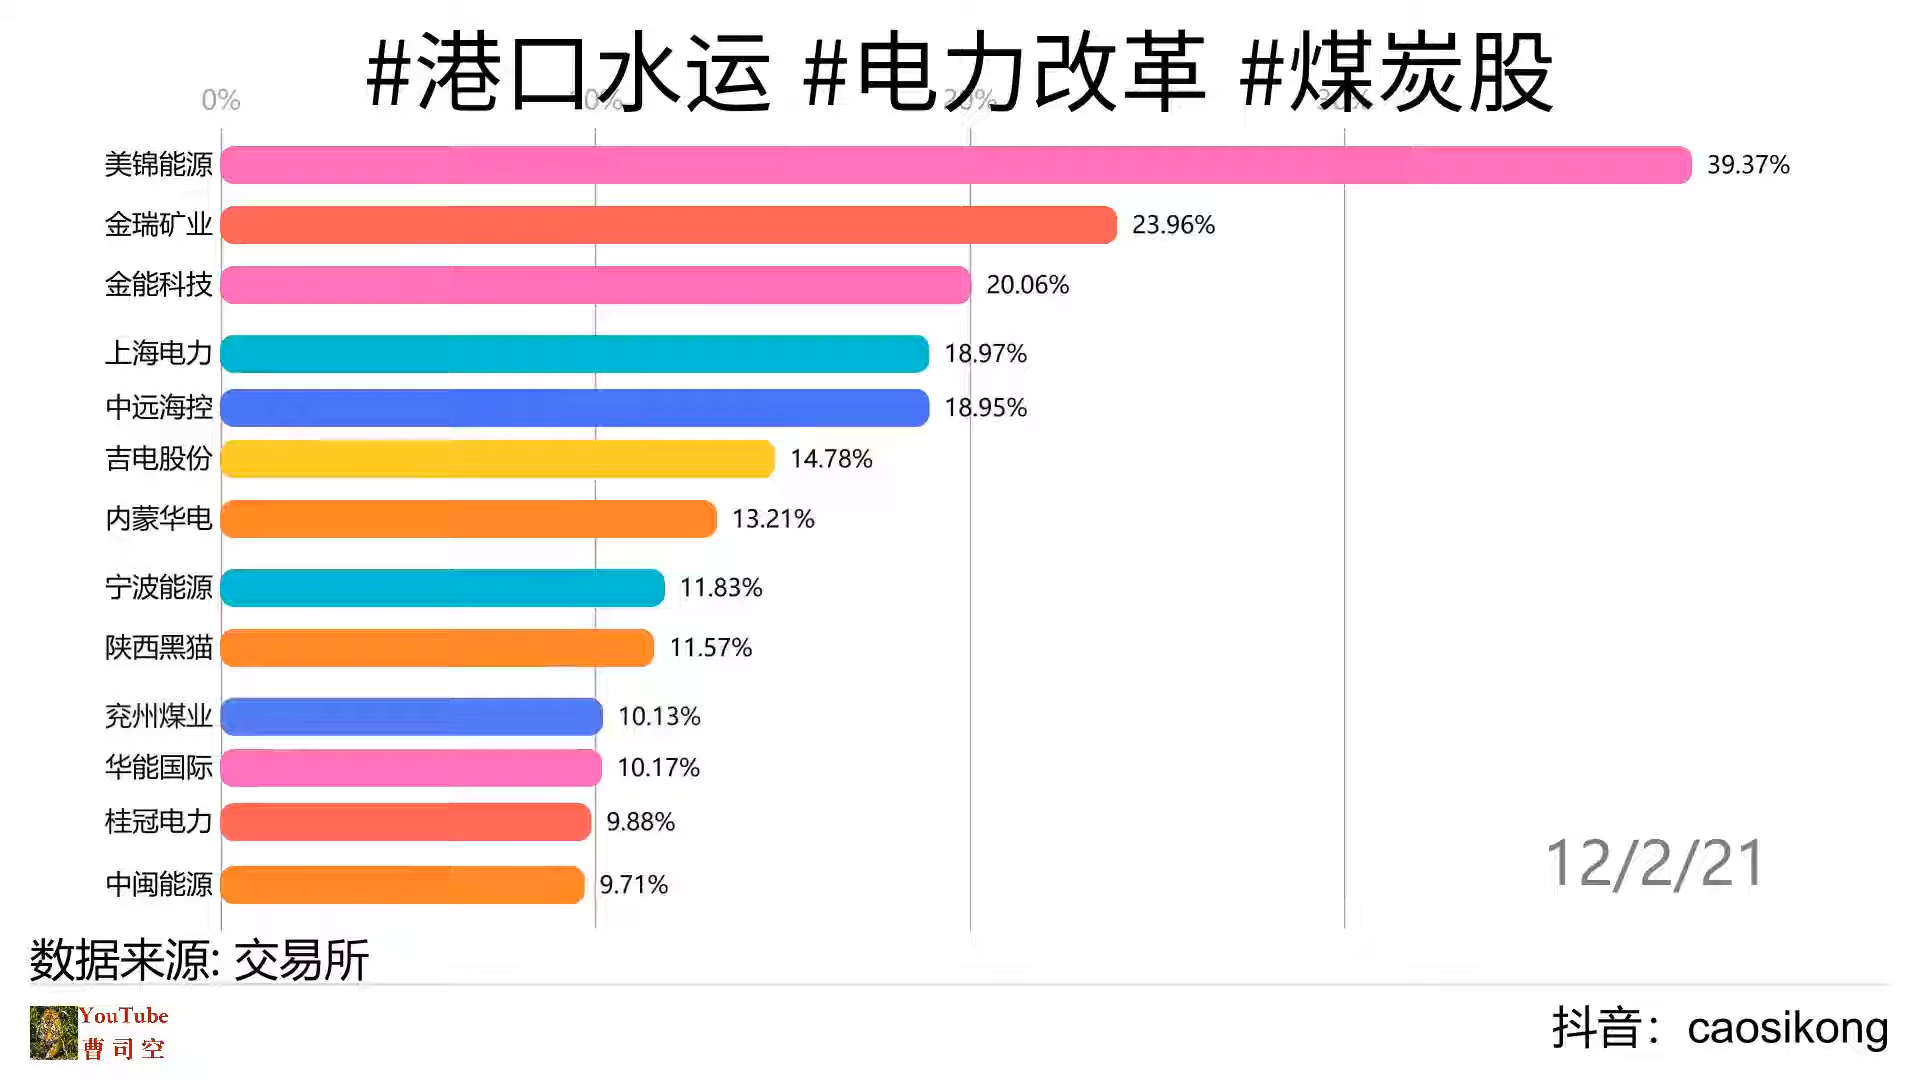 #港口水运 #电力改革 #煤炭股
0% 10% 20% 30%
美锦能源 39.37%
金瑞矿业 23.96%
金能科技 20.06%
上海电力 18.97%
中远海控 18.95%
吉电股份 14.78%
内蒙华电 13.21%
宁波能源 11.83%
陕西黑猫 11.57%
兖州煤业 10.13%
华能国际 10.17%
桂冠电力 9.88%
中闽能源 9.71%
12/2/21
数据来源: 交易所
YouTube
曹司空
抖音：caosikong